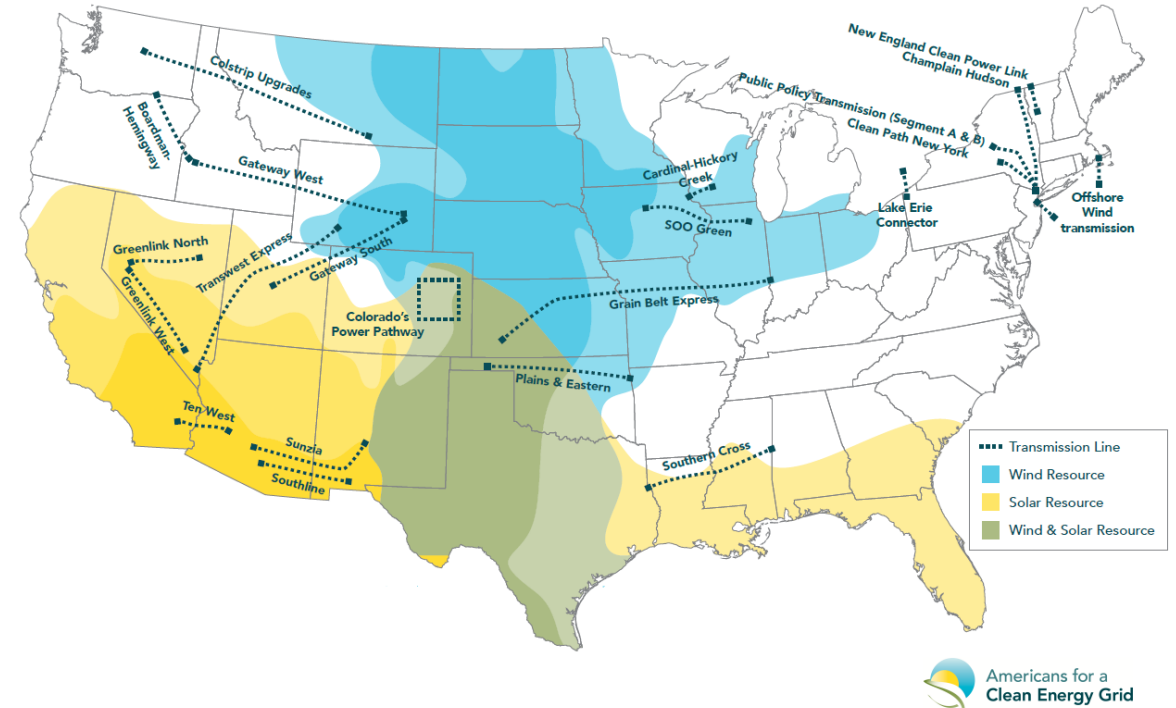 New England Clean Power Link
Champlain Hudson
Public Policy Transmission (Segment A & B)
Clean Path New York
Colstrip Upgrades
Boardman-
Hemingway
Gateway West
Cardinal-Hickory
Creek
SOO Green
Lake Erie
Connector
Offshore
Wind
transmission
Greenlink North
Transwest Express
Gateway South
Greenlink West
Colorado's
Power Pathway
Grain Belt Express
Plains & Eastern
Ten West
Sunzia
Southline
Southern Cross
Transmission Line
Wind Resource
Solar Resource
Wind & Solar Resource
Americans for a
Clean Energy Grid